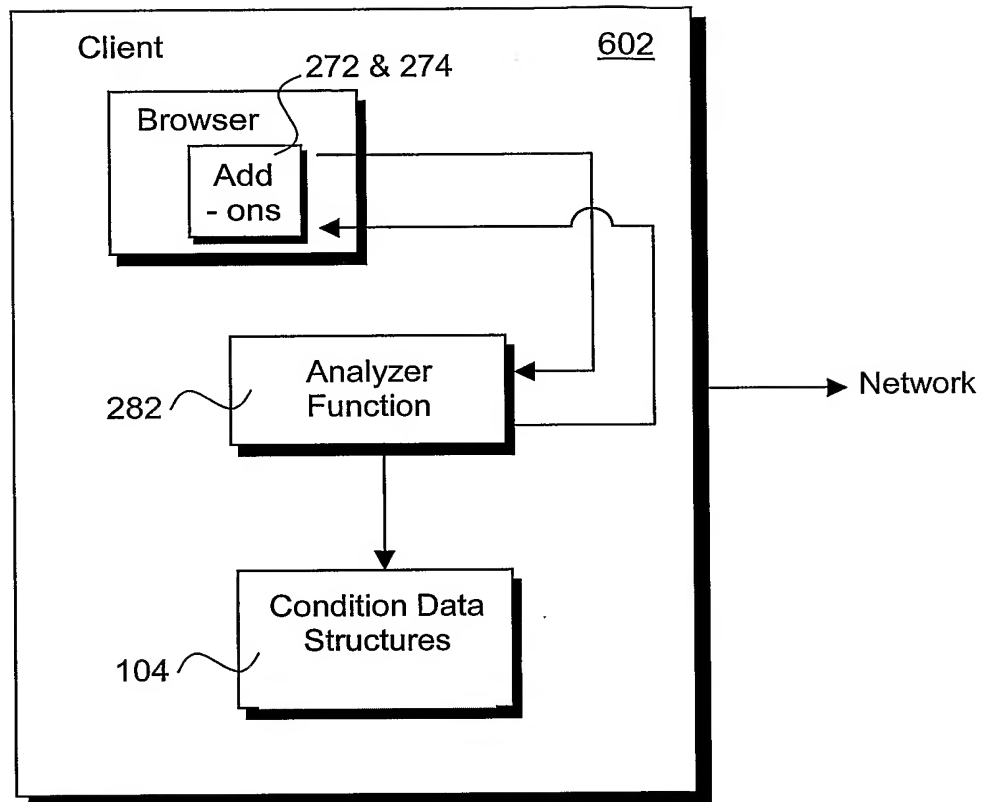 Client
602
272 & 274
Browser
Add
- ons
Analyzer
Function
282
Network
Condition Data
Structures
104